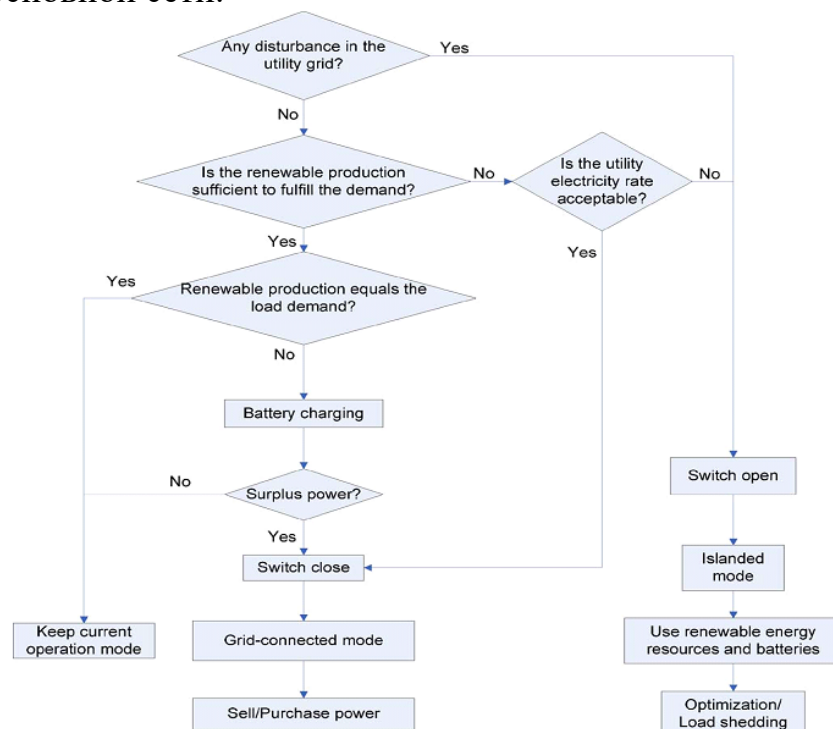 основной сети.
Any disturbance in the
utility grid?
Yes
No
Is the renewable production
sufficient to fulfill the demand?
No
Is the utility
electricity rate
acceptable?
No
Yes
Yes
Yes
Renewable production equals the
load demand?
No
Battery charging
No
Surplus power?
Yes
Switch open
Switch close
Islanded
mode
Keep current
operation mode
Grid-connected mode
Use renewable energy
resources and batteries
Sell/Purchase power
Optimization/
Load shedding